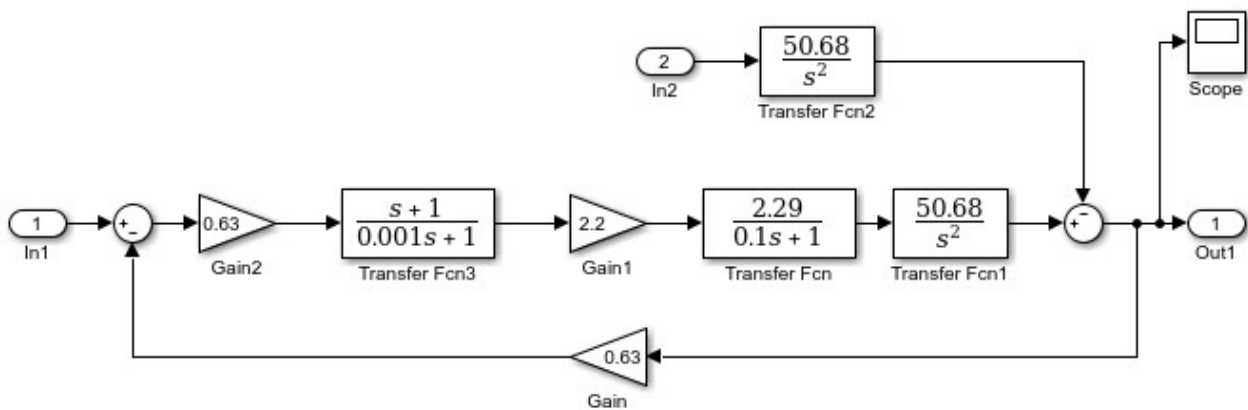 50.68
s²
2
In2
Transfer Fcn2
Scope
1
In1
+
−
0.63
Gain2
s + 1
0.001s + 1
Transfer Fcn3
2.2
Gain1
2.29
0.1s + 1
Transfer Fcn
50.68
s²
Transfer Fcn1
+
−
1
Out1
0.63
Gain